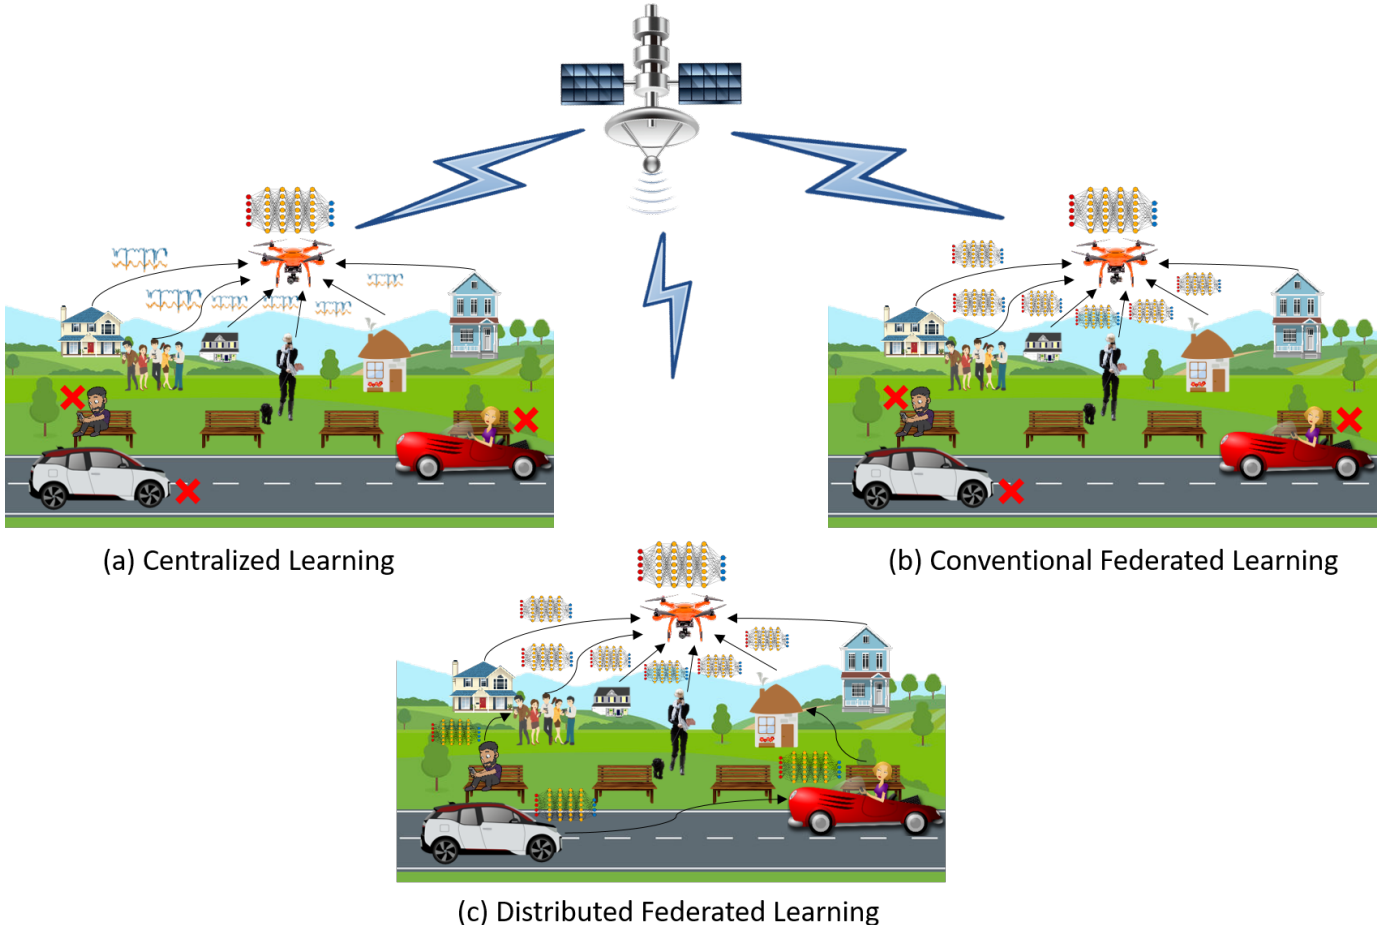 (a) Centralized Learning
(b) Conventional Federated Learning
(c) Distributed Federated Learning